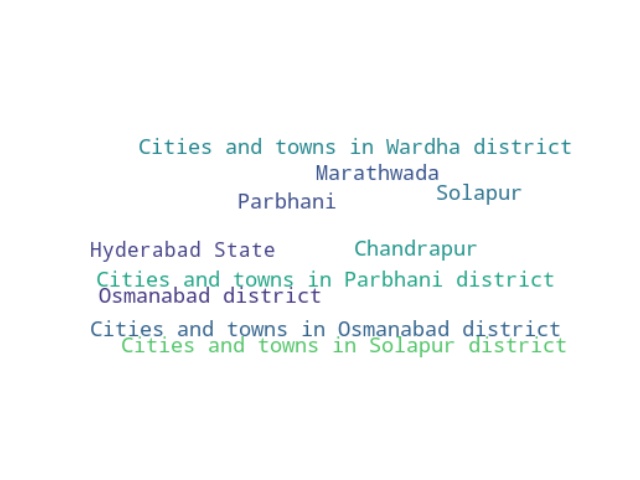 Cities and towns in Wardha district
Marathwada
Solapur
Parbhani
Hyderabad State
Chandrapur
Cities and towns in Parbhani district
Osmanabad district
Cities and towns in Osmanabad district
Cities and towns in Solapur district